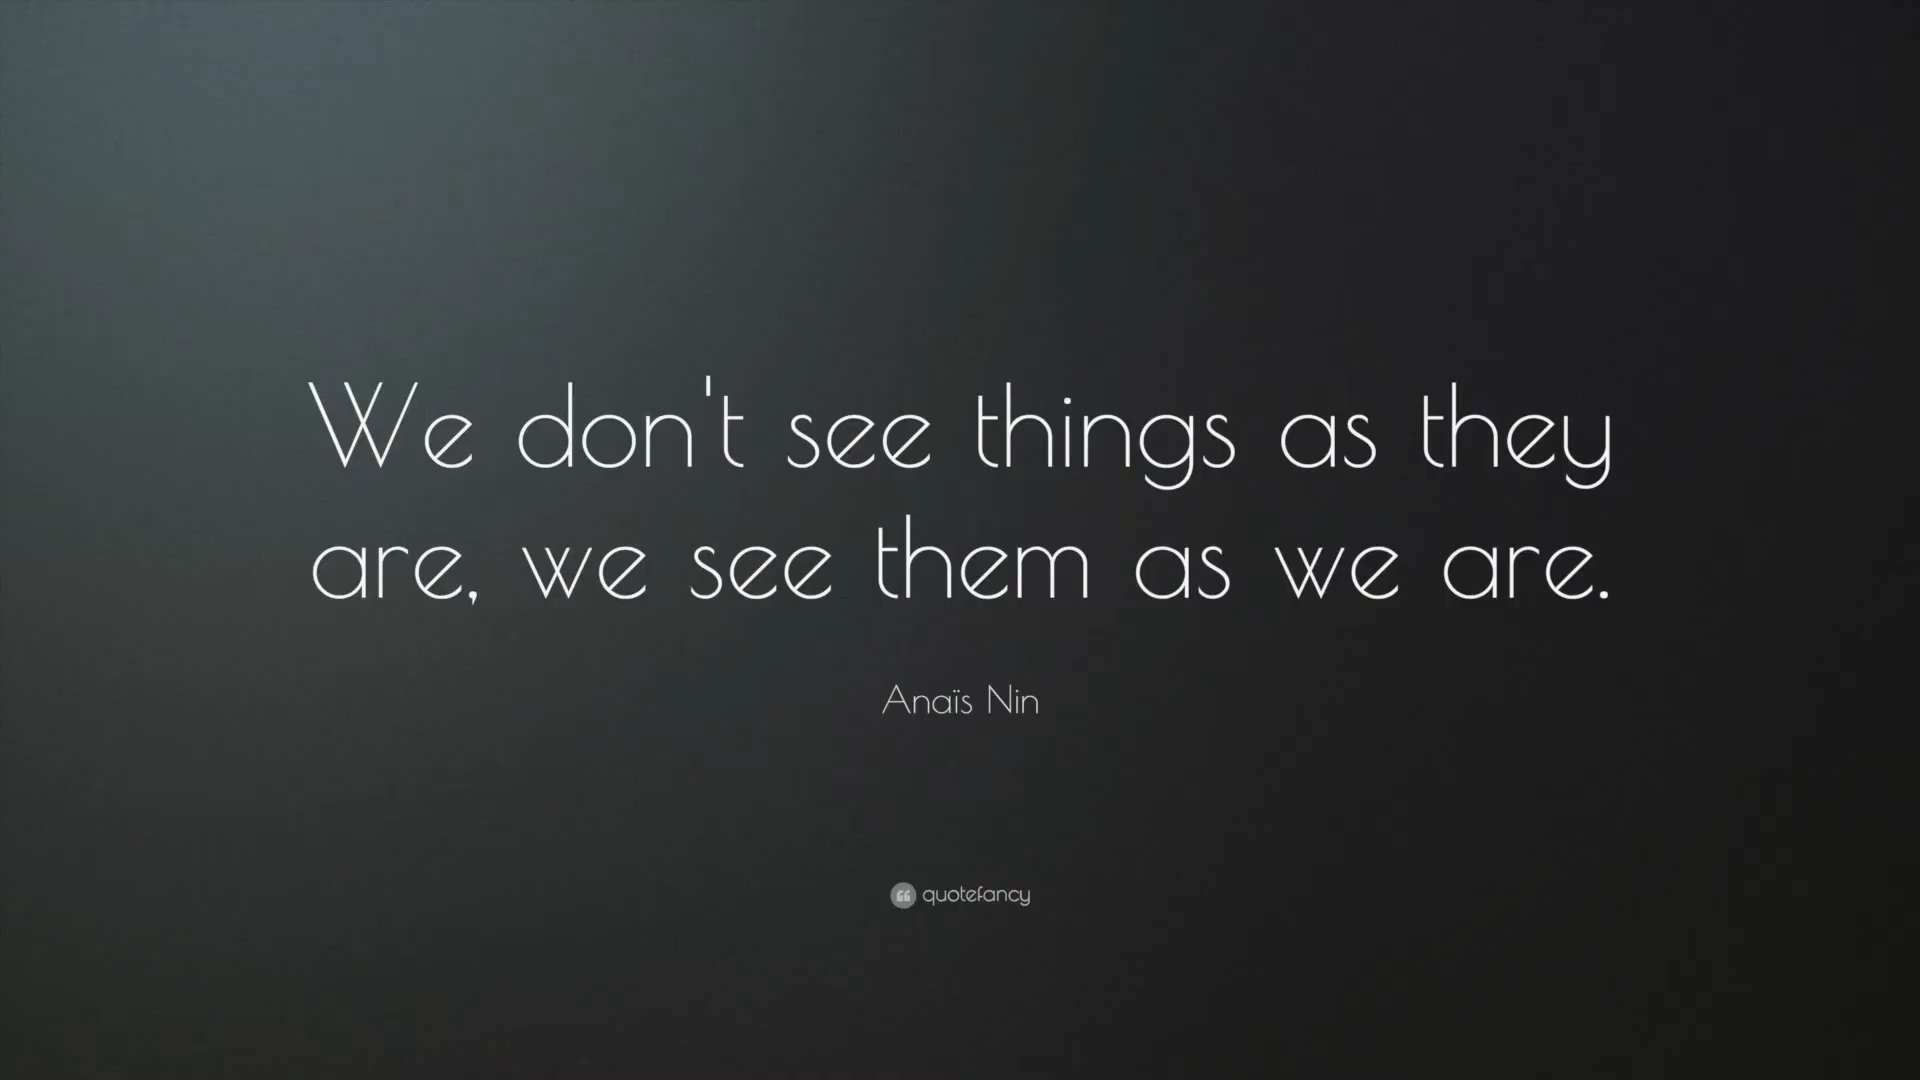 We don't see things as they
are, we see them as we are.
Anaïs Nin
quotefancy